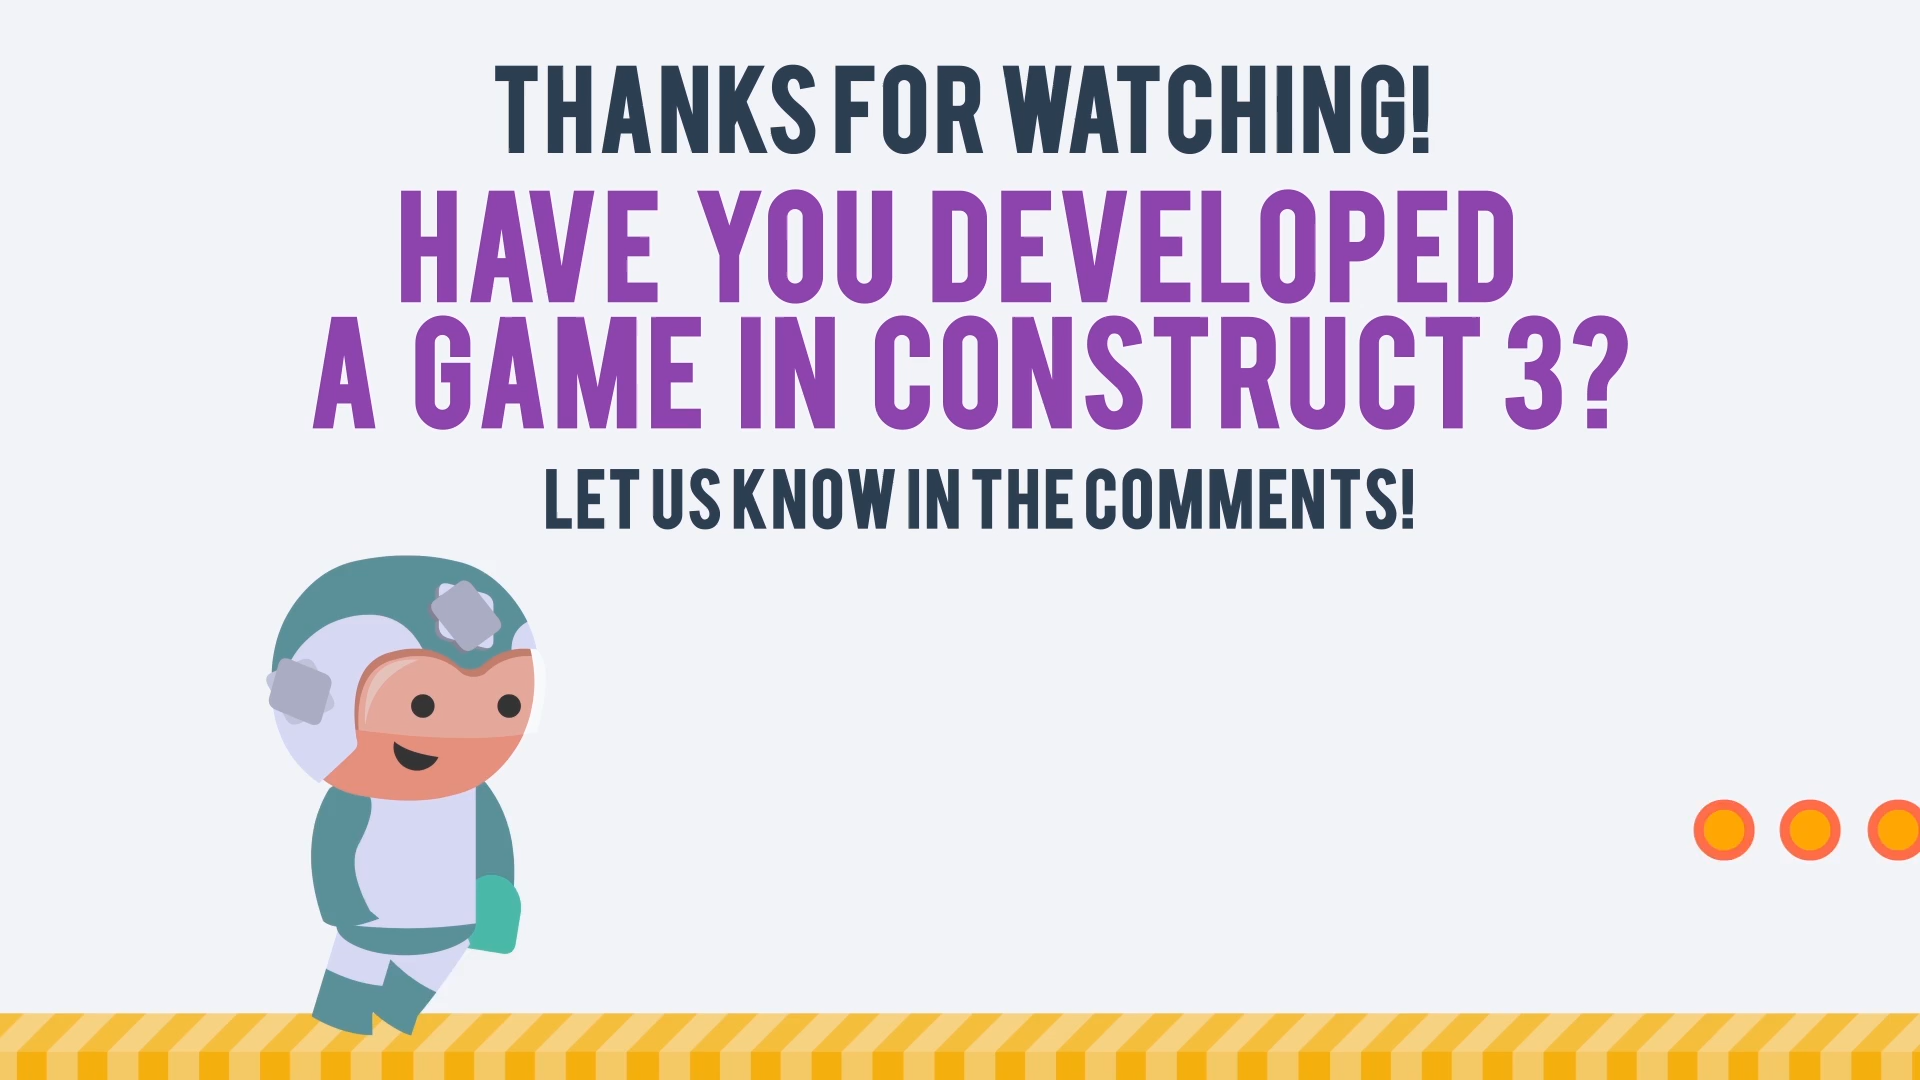 THANKS FOR WATCHING!
HAVE YOU DEVELOPED
A GAME IN CONSTRUCT 3?
LET US KNOW IN THE COMMENTS!